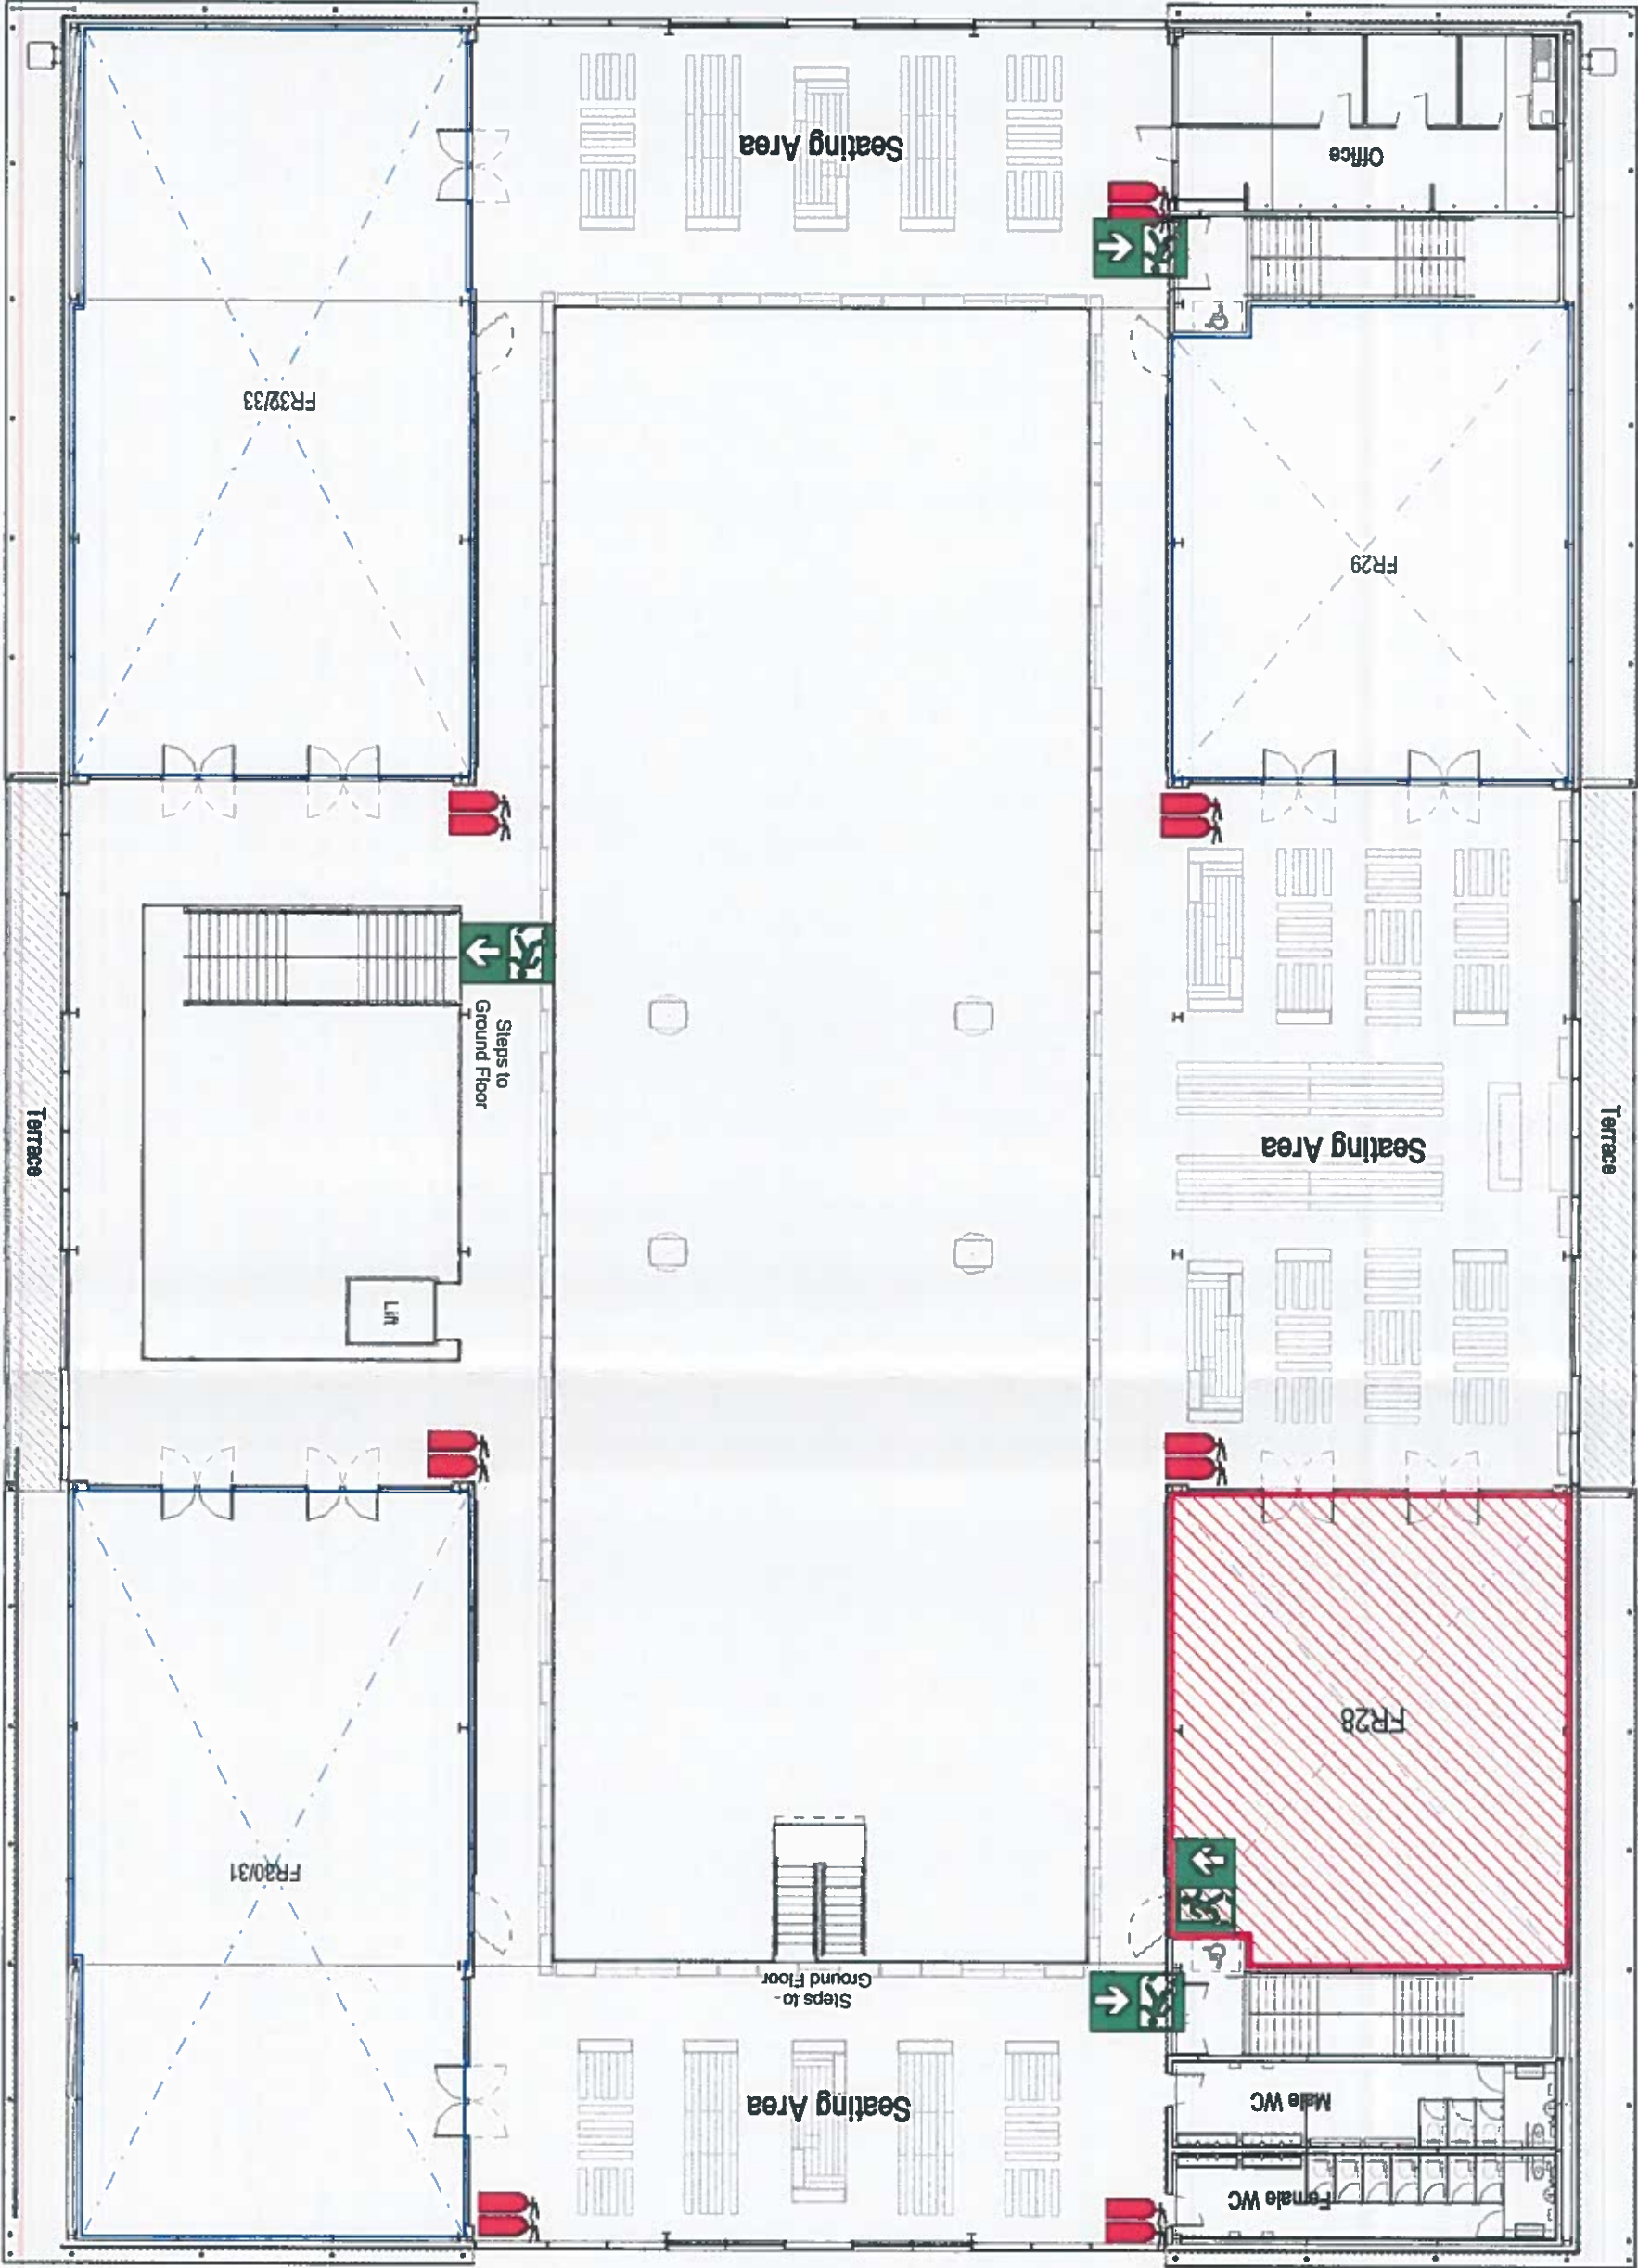 Seating Area
Office
FR32/33
FR29
Steps to
Ground Floor
Terrace
Seating Area
Terrace
Lift
FR28
FR30/31
Steps to -
Ground Floor
Seating Area
Male WC
Female WC